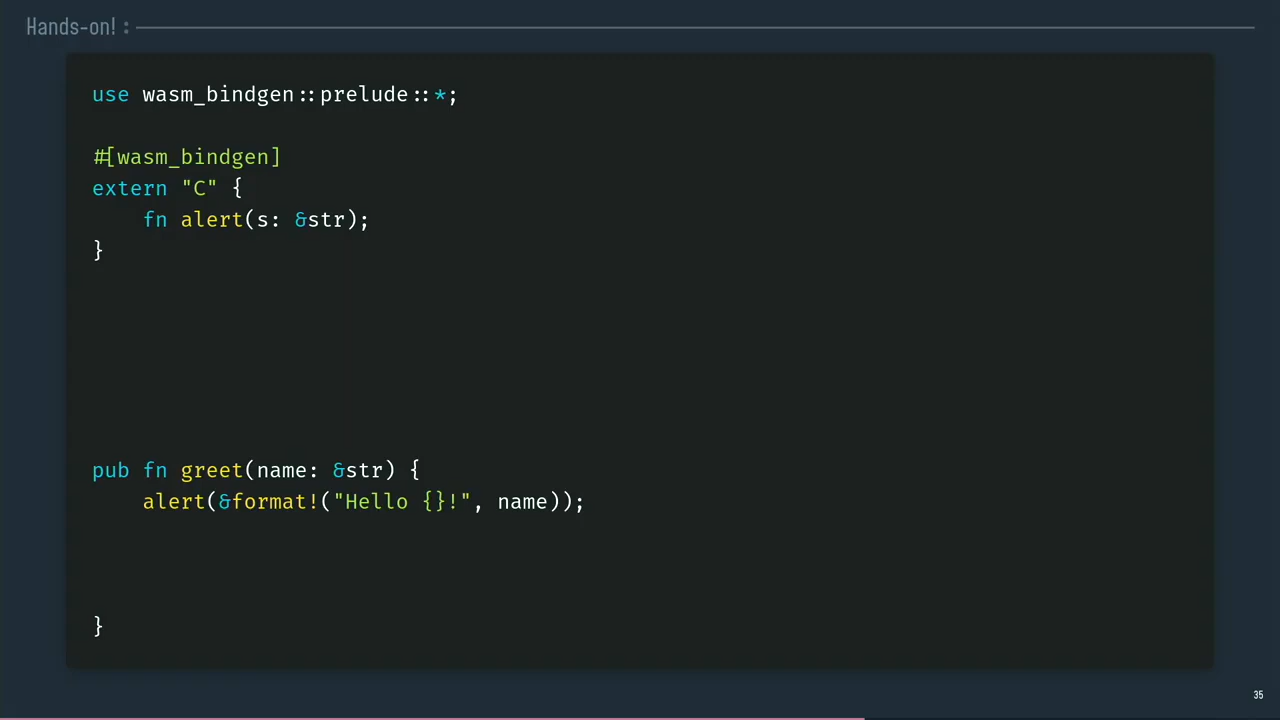 Hands-on! :
use wasm_bindgen::prelude::*;
#[wasm_bindgen]
extern "C" {
    fn alert(s: &str);
}
pub fn greet(name: &str) {
    alert(&format!("Hello {}!", name));
}
35